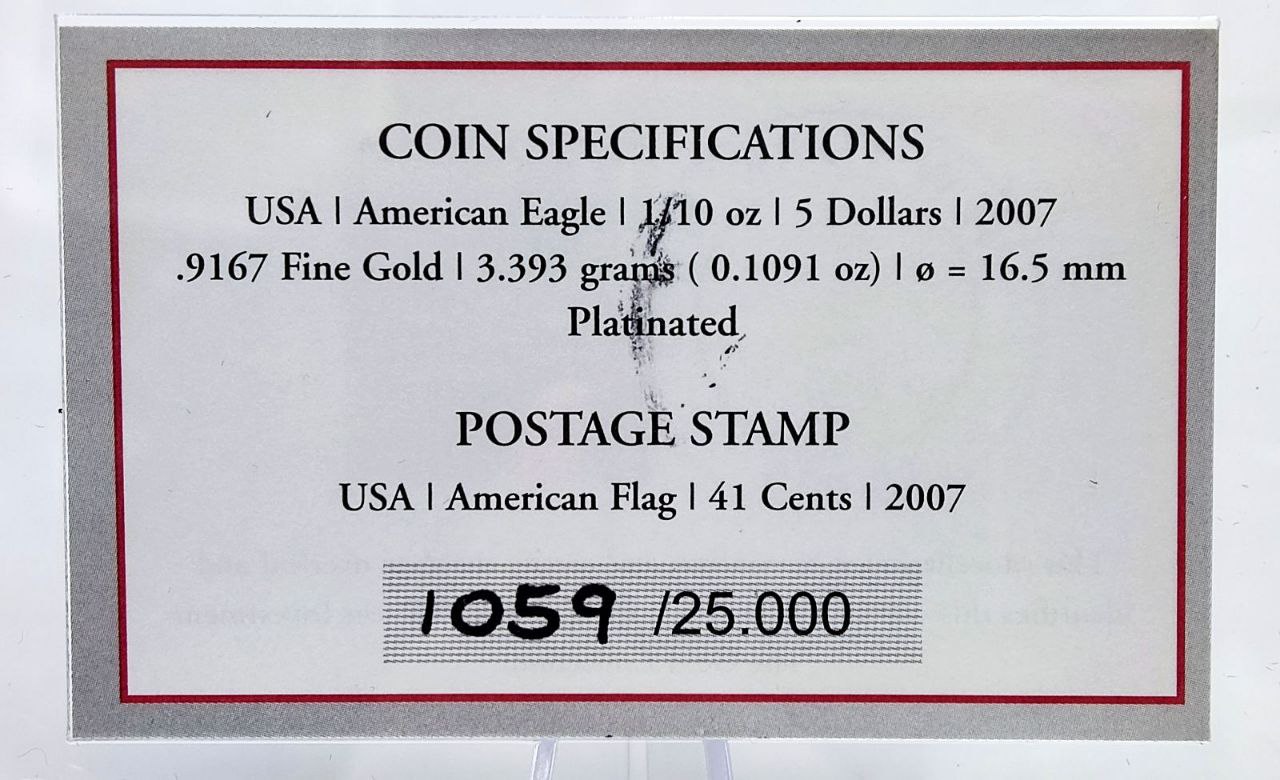 COIN SPECIFICATIONS
USA | American Eagle | 1/10 oz | 5 Dollars | 2007
.9167 Fine Gold | 3.393 grams ( 0.1091 oz) | ø = 16.5 mm
Platinated
POSTAGE STAMP
USA | American Flag | 41 Cents | 2007
1059 /25.000